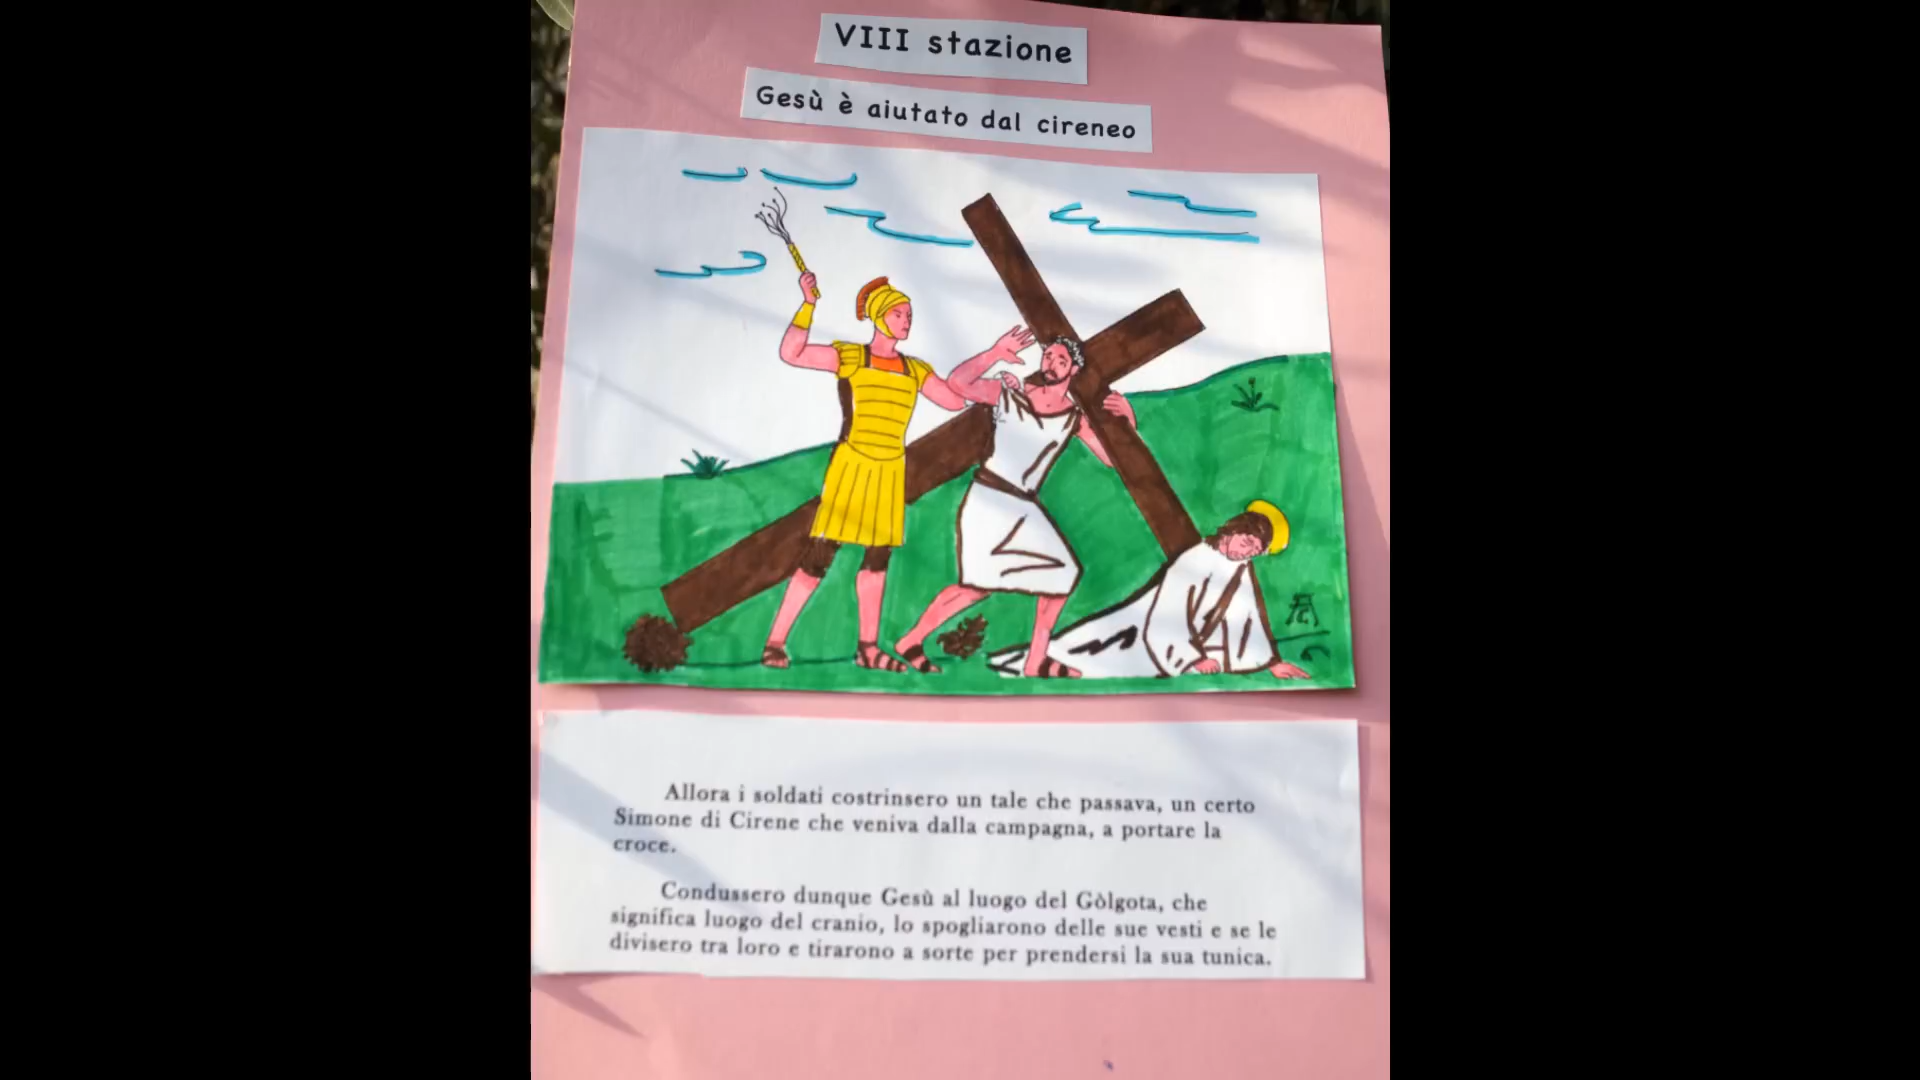 VIII stazione
Gesù è aiutato dal cireneo
Allora i soldati costrinsero un tale che passava, un certo
Simone di Cirene che veniva dalla campagna, a portare la
croce.
Condussero dunque Gesù al luogo del Gòlgota, che
significa luogo del cranio, lo spogliarono delle sue vesti e se le
divisero tra loro e tirarono a sorte per prendersi la sua tunica.